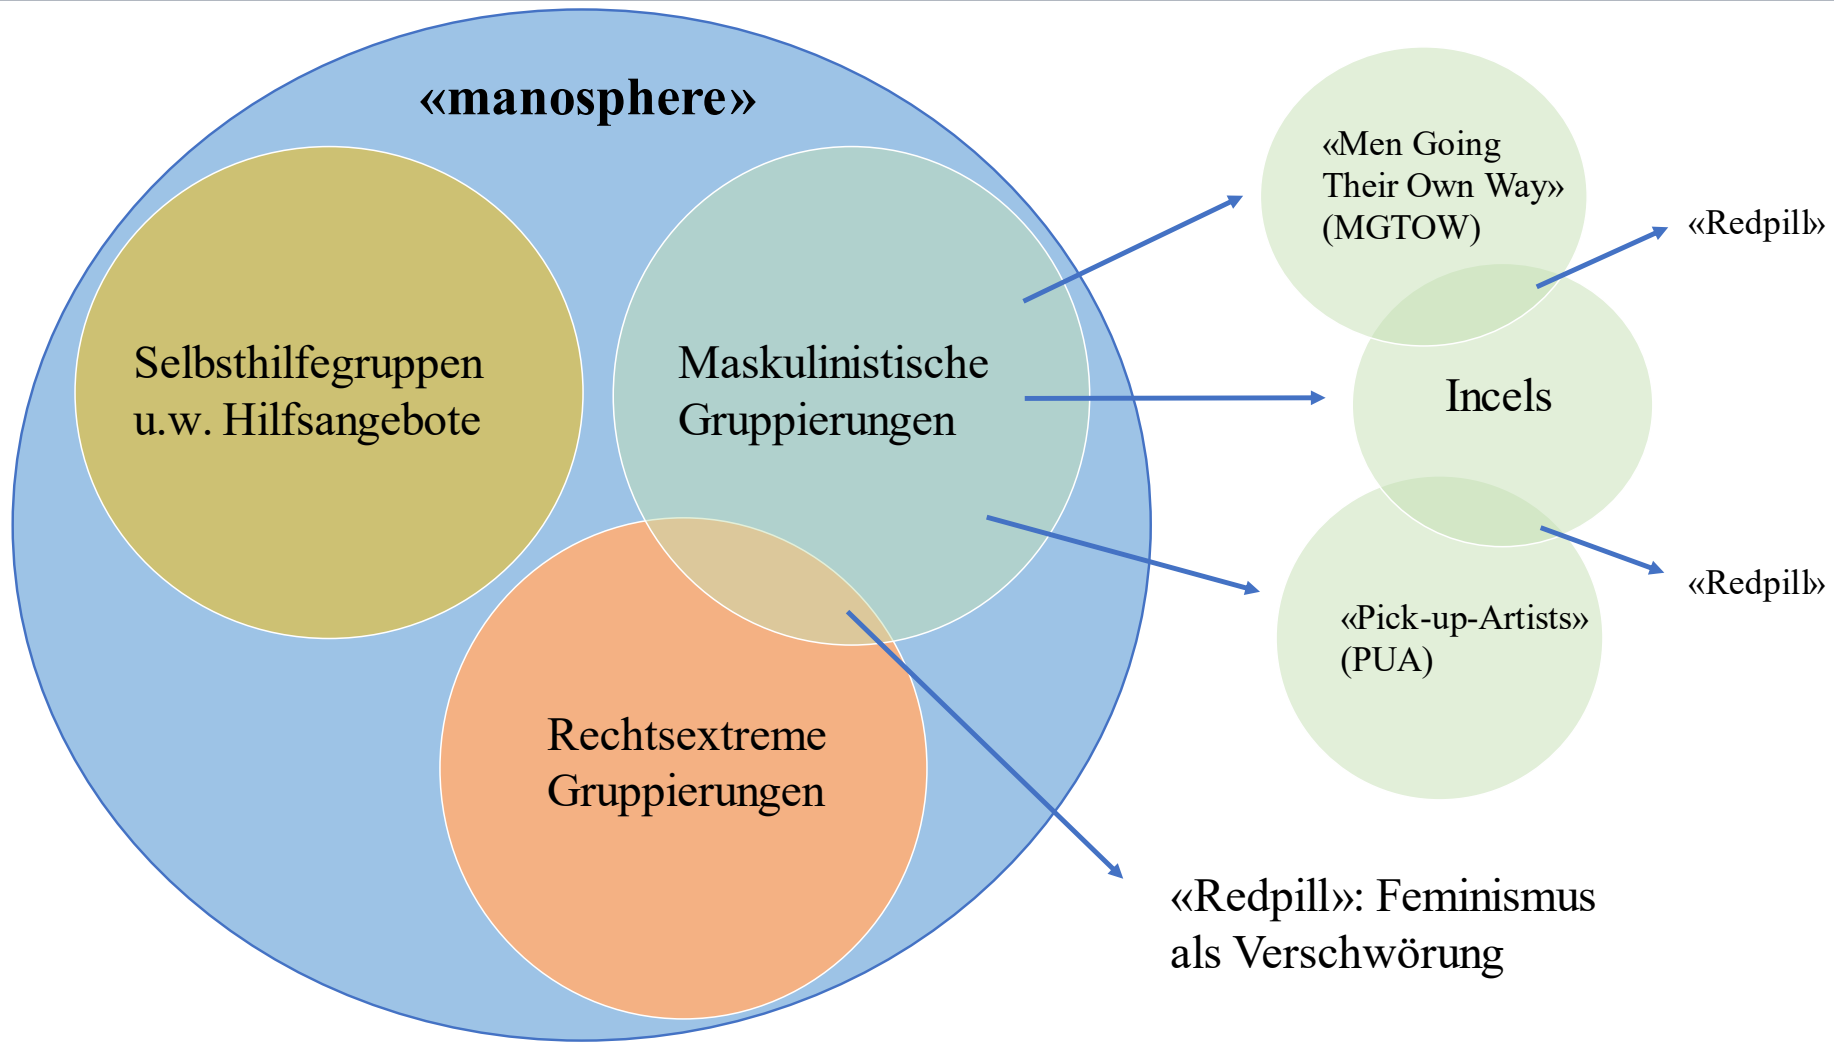 «manosphere»
Selbsthilfegruppen
u.w. Hilfsangebote
Maskulinistische
Gruppierungen
Rechtsextreme
Gruppierungen
«Men Going
Their Own Way»
(MGTOW)
«Redpill»
Incels
«Redpill»
«Pick-up-Artists»
(PUA)
«Redpill»: Feminismus
als Verschwörung